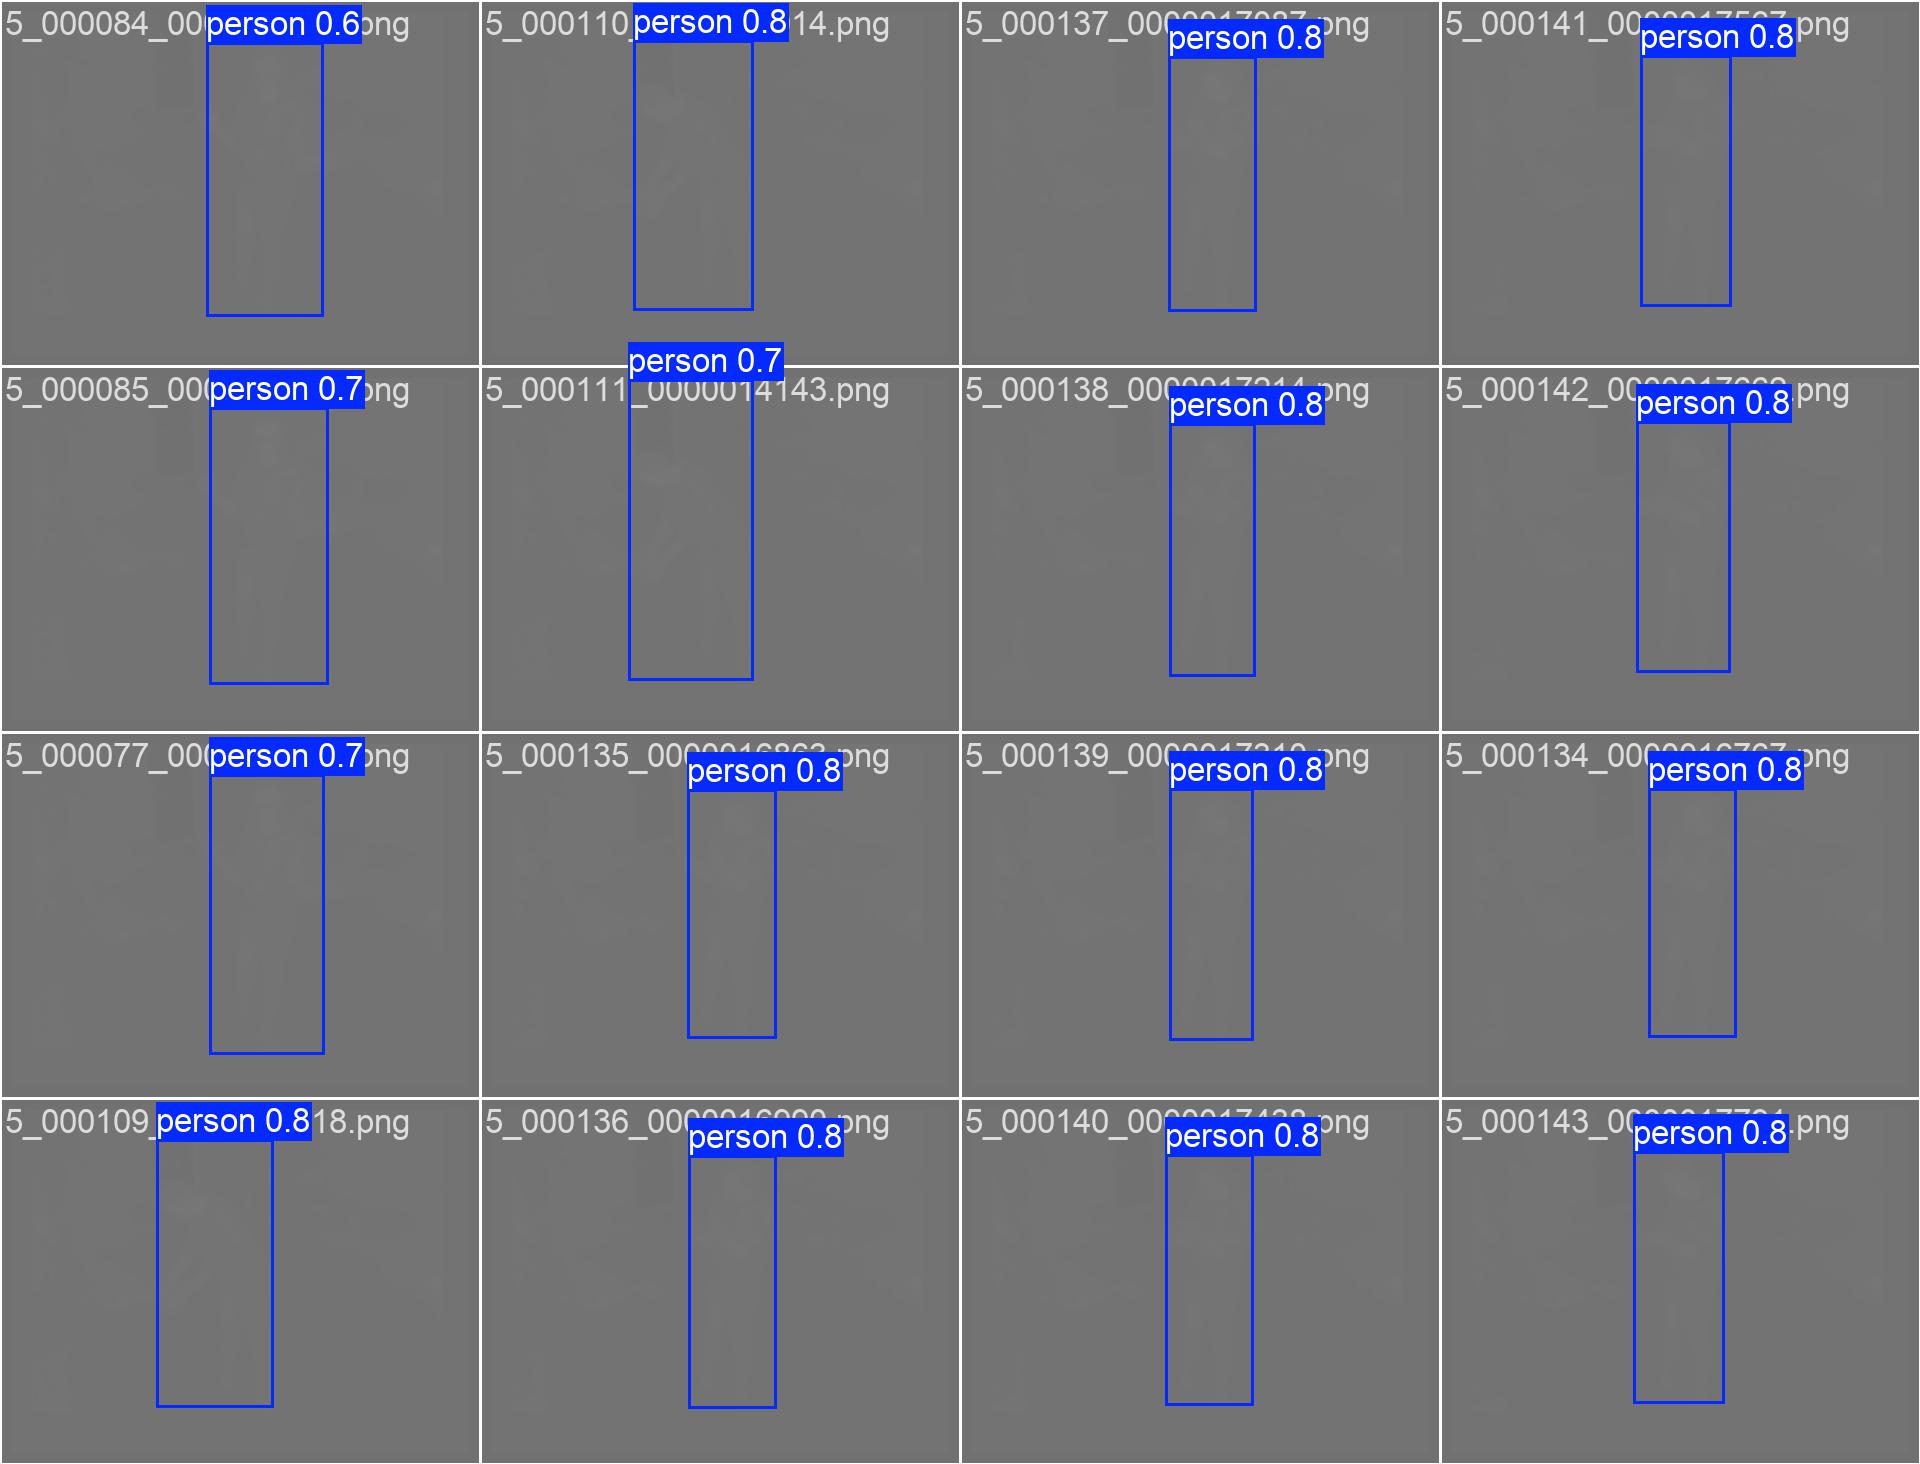 5_000084_00 person 0.6 png
5_000110_ person 0.8 14.png
5_000137_00 person 0.8 png
5_000141_00 person 0.8 png
5_000085_00 person 0.7 png
person 0.7
5_000111_0000014143.png
5_000138_00 person 0.8 png
5_000142_00 person 0.8 png
5_000077_00 person 0.7 png
5_000135_00 person 0.8 png
5_000139_00 person 0.8 png
5_000134_00 person 0.8 png
5_000109_ person 0.8 18.png
5_000136_00 person 0.8 png
5_000140_00 person 0.8 png
5_000143_00 person 0.8 png